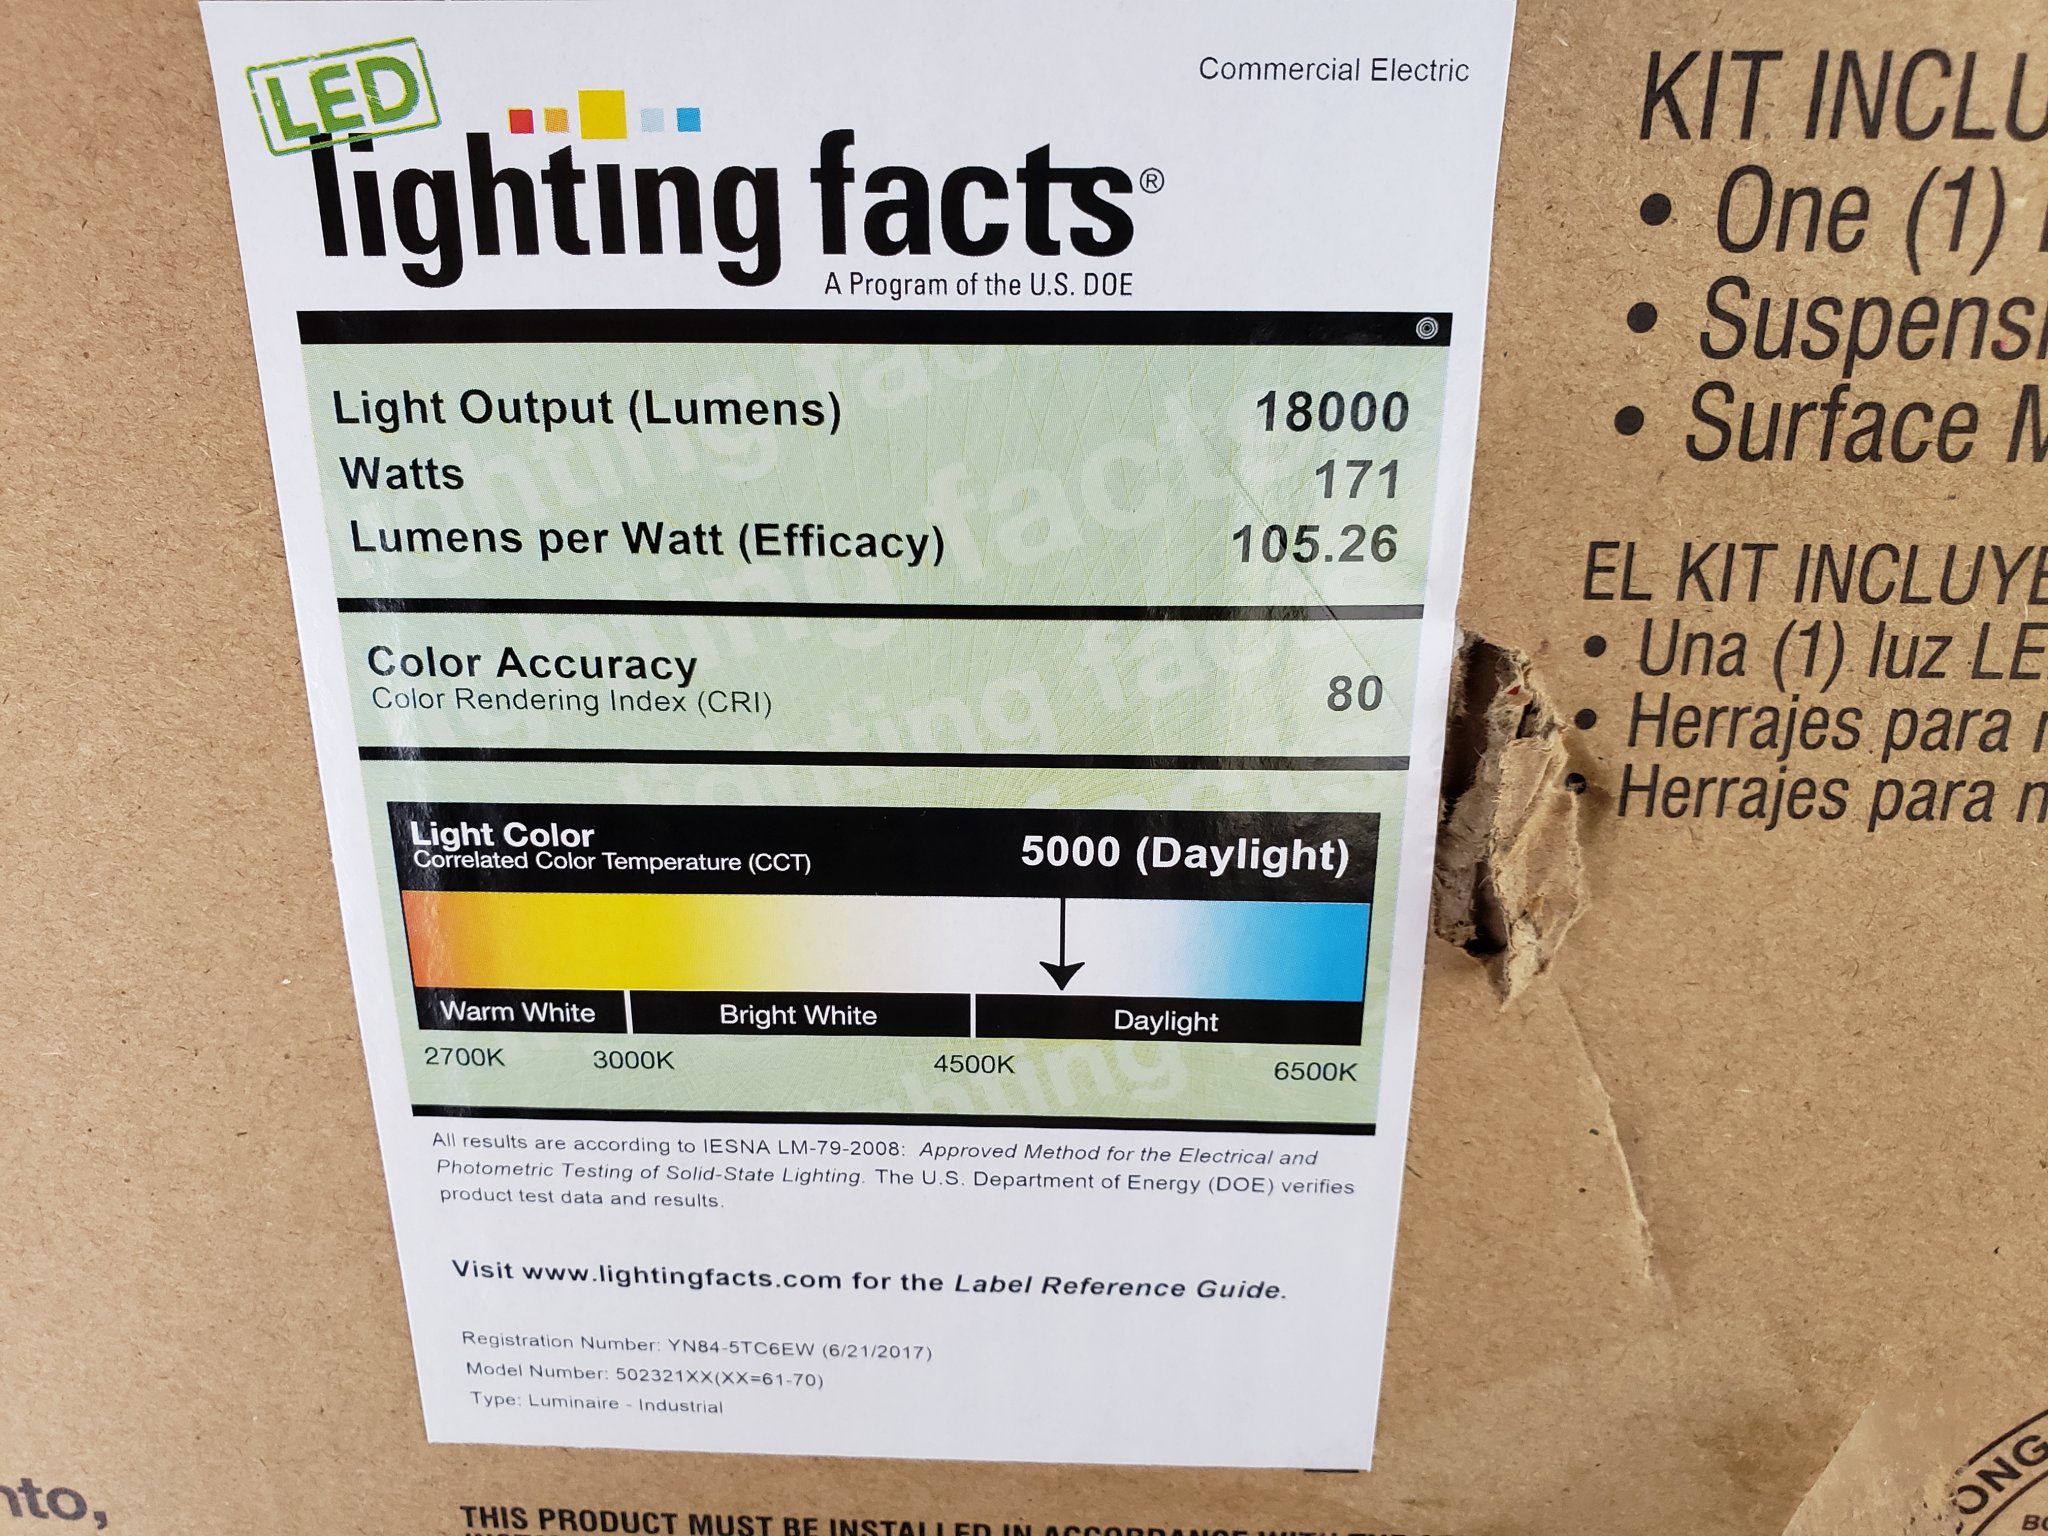 LED
lighting facts®
A Program of the U.S. DOE
Commercial Electric
Light Output (Lumens) 18000
Watts 171
Lumens per Watt (Efficacy) 105.26
Color Accuracy
Color Rendering Index (CRI) 80
Light Color
Correlated Color Temperature (CCT) 5000 (Daylight)
Warm White Bright White Daylight
2700K 3000K 4500K 6500K
All results are according to IESNA LM-79-2008: Approved Method for the Electrical and
Photometric Testing of Solid-State Lighting. The U.S. Department of Energy (DOE) verifies
product test data and results.
Visit www.lightingfacts.com for the Label Reference Guide.
Registration Number: YN84-5TC6EW (6/21/2017)
Model Number: 502321XX(XX=61-70)
Type: Luminaire - Industrial
KIT INCLU
• One (1)
• Suspensi
• Surface M
EL KIT INCLUYE
• Una (1) luz LE
• Herrajes para
• Herrajes para
nto,
THIS PRODUCT MUST BE INSTALLED IN ACCORDANCE WITH THE
ONG